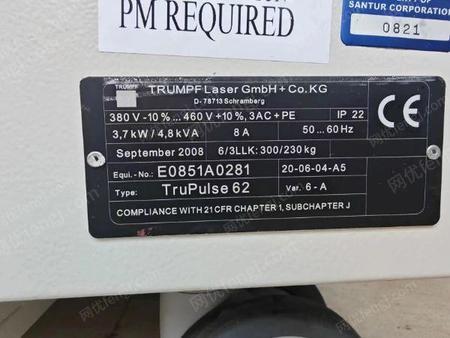 PM REQUIRED
SANTUR CORPORATION
0821
TRUMPF
TRUMPF Laser GmbH + Co.KG
D- 78713 Schramberg
380 V -10% ... 460 V +10%, 3AC + PE IP 22
3,7 kW / 4,8 kVA 8 A 50 ... 60 Hz
September 2008 6/3LLK: 300/230 kg
Equi.-No.: E0851A0281 20-06-04-A5
Type: TruPulse 62 Var. 6 - A
COMPLIANCE WITH 21 CFR CHAPTER 1, SUBCHAPTER J
CE